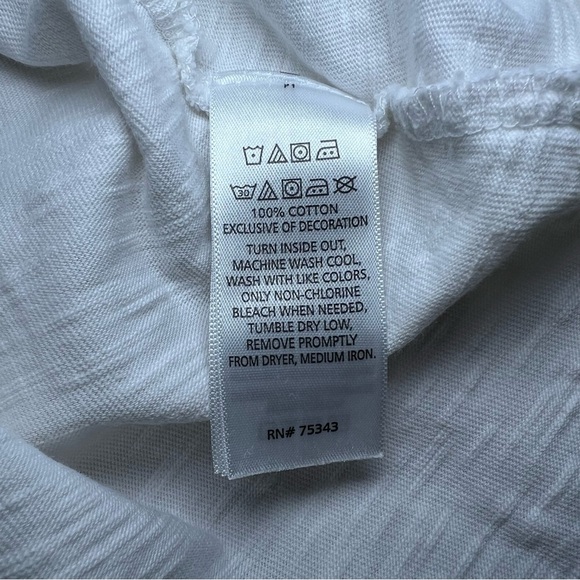 30
100% COTTON
EXCLUSIVE OF DECORATION
TURN INSIDE OUT,
MACHINE WASH COOL,
WASH WITH LIKE COLORS,
ONLY NON-CHLORINE
BLEACH WHEN NEEDED,
TUMBLE DRY LOW,
REMOVE PROMPTLY
FROM DRYER, MEDIUM IRON.
RN# 75343